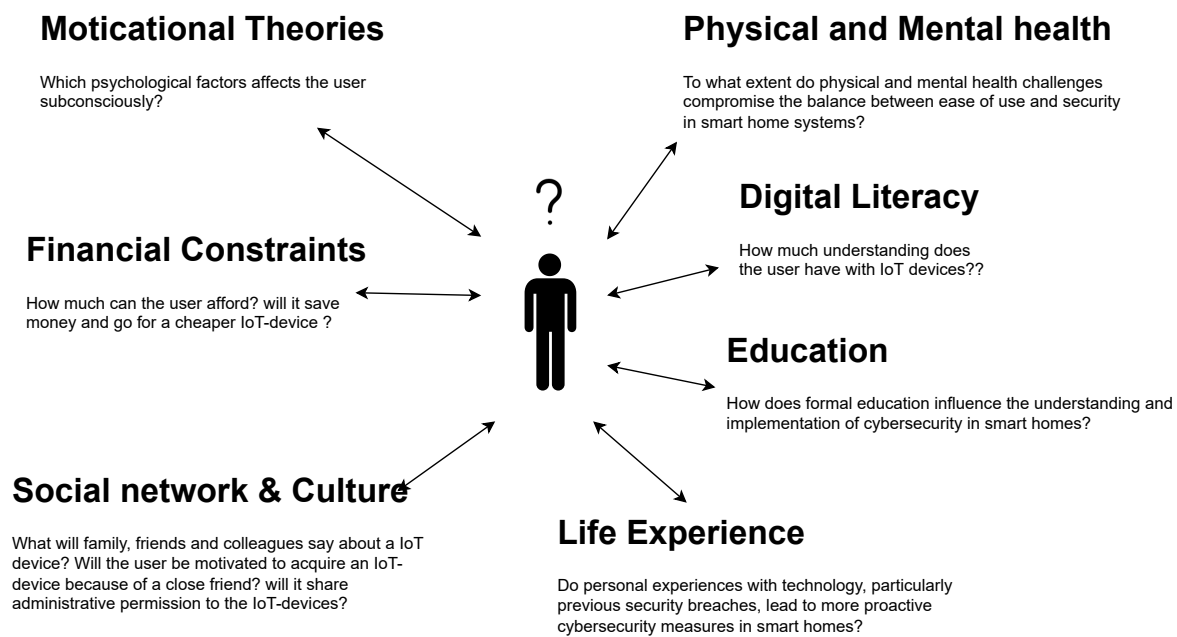 Moticational Theories
Which psychological factors affects the user
subconsciously?
Physical and Mental health
To what extent do physical and mental health challenges
compromise the balance between ease of use and security
in smart home systems?
?
Digital Literacy
How much understanding does
the user have with IoT devices??
Financial Constraints
How much can the user afford? will it save
money and go for a cheaper IoT-device ?
Education
How does formal education influence the understanding and
implementation of cybersecurity in smart homes?
Social network & Culture
What will family, friends and colleagues say about a IoT
device? Will the user be motivated to acquire an IoT-
device because of a close friend? will it share
administrative permission to the IoT-devices?
Life Experience
Do personal experiences with technology, particularly
previous security breaches, lead to more proactive
cybersecurity measures in smart homes?